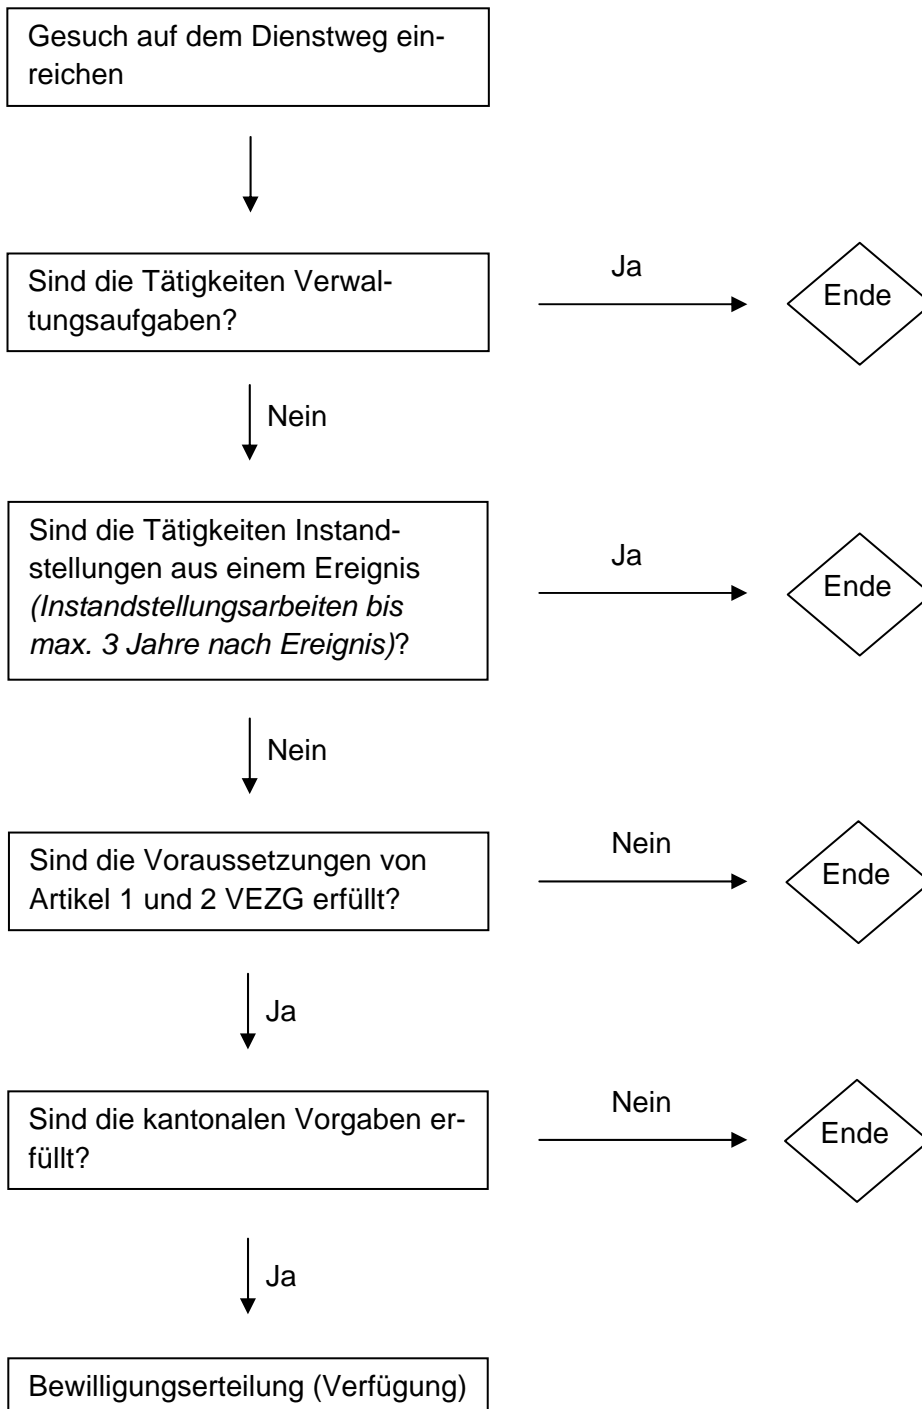 Gesuch auf dem Dienstweg ein-
reichen
Sind die Tätigkeiten Verwal-
tungsaufgaben?
Ja
Ende
Nein
Sind die Tätigkeiten Instand-
stellungen aus einem Ereignis
(Instandstellungsarbeiten bis
max. 3 Jahre nach Ereignis)?
Ja
Ende
Nein
Sind die Voraussetzungen von
Artikel 1 und 2 VEZG erfüllt?
Nein
Ende
Ja
Sind die kantonalen Vorgaben er-
füllt?
Nein
Ende
Ja
Bewilligungserteilung (Verfügung)